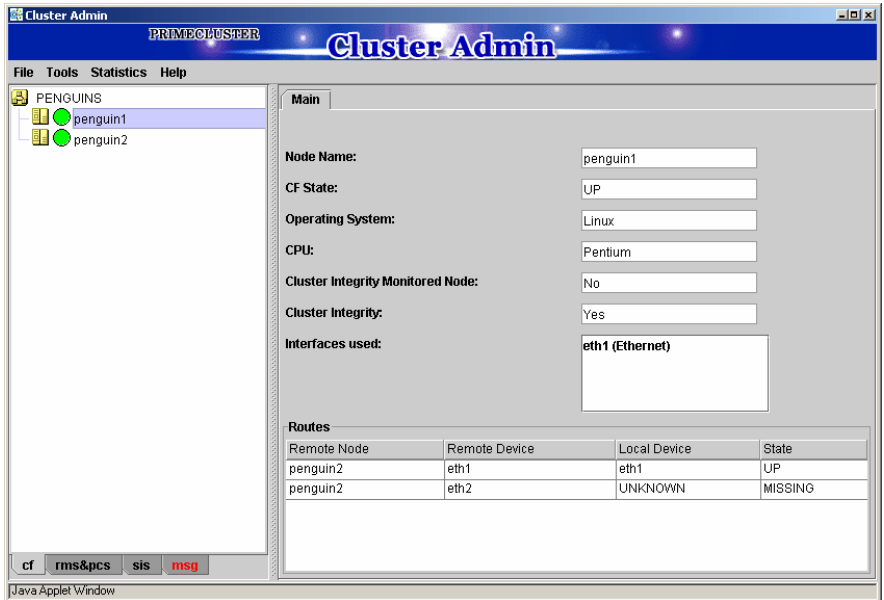 Cluster Admin
PRIMECLUSTER
Cluster Admin
File Tools Statistics Help
PENGUINS
penguin1
penguin2
cf rms&pcs sis msg
Main
Node Name: penguin1
CF State: UP
Operating System: Linux
CPU: Pentium
Cluster Integrity Monitored Node: No
Cluster Integrity: Yes
Interfaces used: eth1 (Ethernet)
Routes
Remote Node Remote Device Local Device State
penguin2 eth1 eth1 UP
penguin2 eth2 UNKNOWN MISSING
Java Applet Window